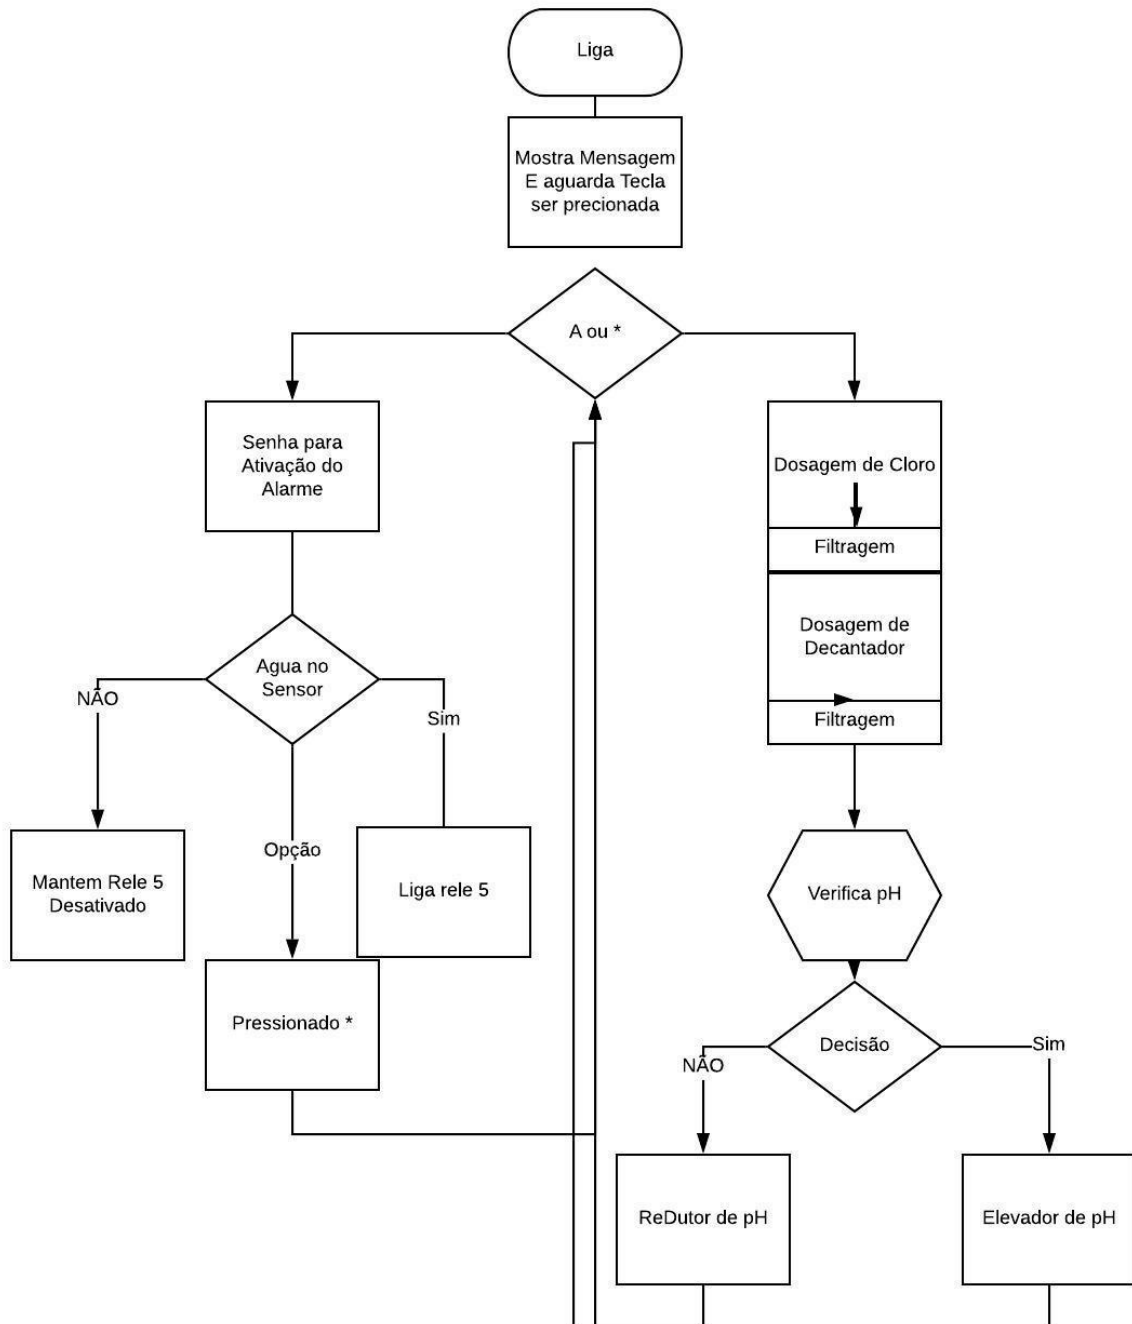 Liga
Mostra Mensagem
E aguarda Tecla
ser precionada
A ou *
Senha para
Ativação do
Alarme
Dosagem de Cloro
Filtragem
Dosagem de
Decantador
Filtragem
Agua no
Sensor
NÃO
Sim
Opção
Mantem Rele 5
Desativado
Liga rele 5
Pressionado *
Verifica pH
Decisão
NÃO
Sim
ReDutor de pH
Elevador de pH